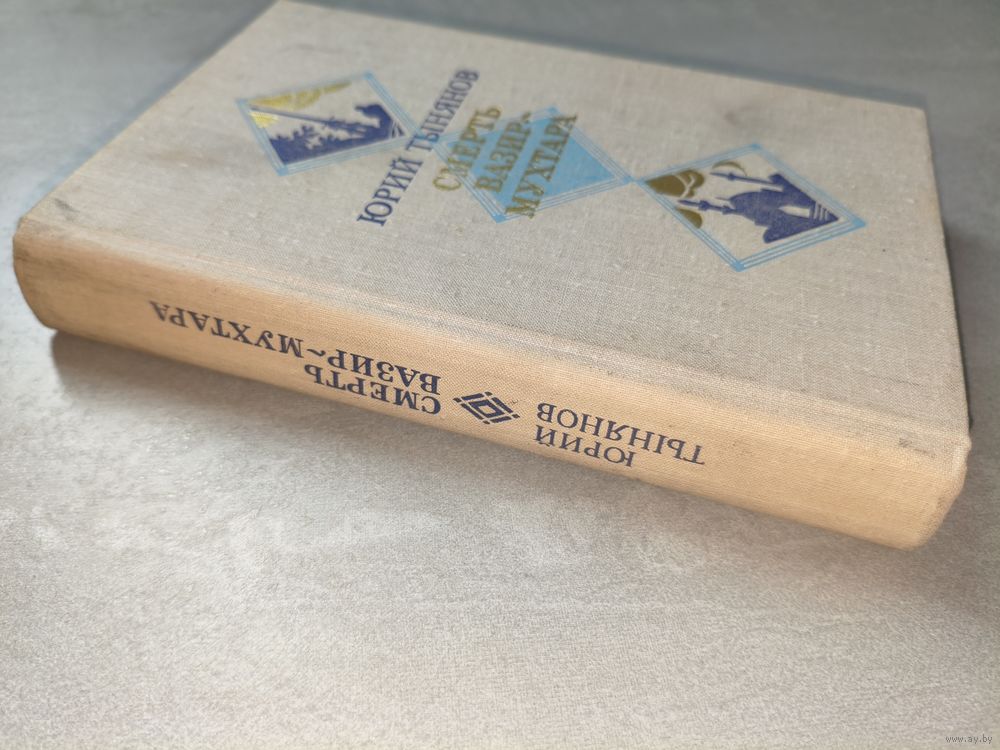 ЮРИЙ ТЫНЯНОВ
СМЕРТЬ
ВАЗИР~
МУХТАРА
ЮРИЙ
ТЫНЯНОВ
СМЕРТЬ
ВАЗИР~МУХТАРА
www.ay.by